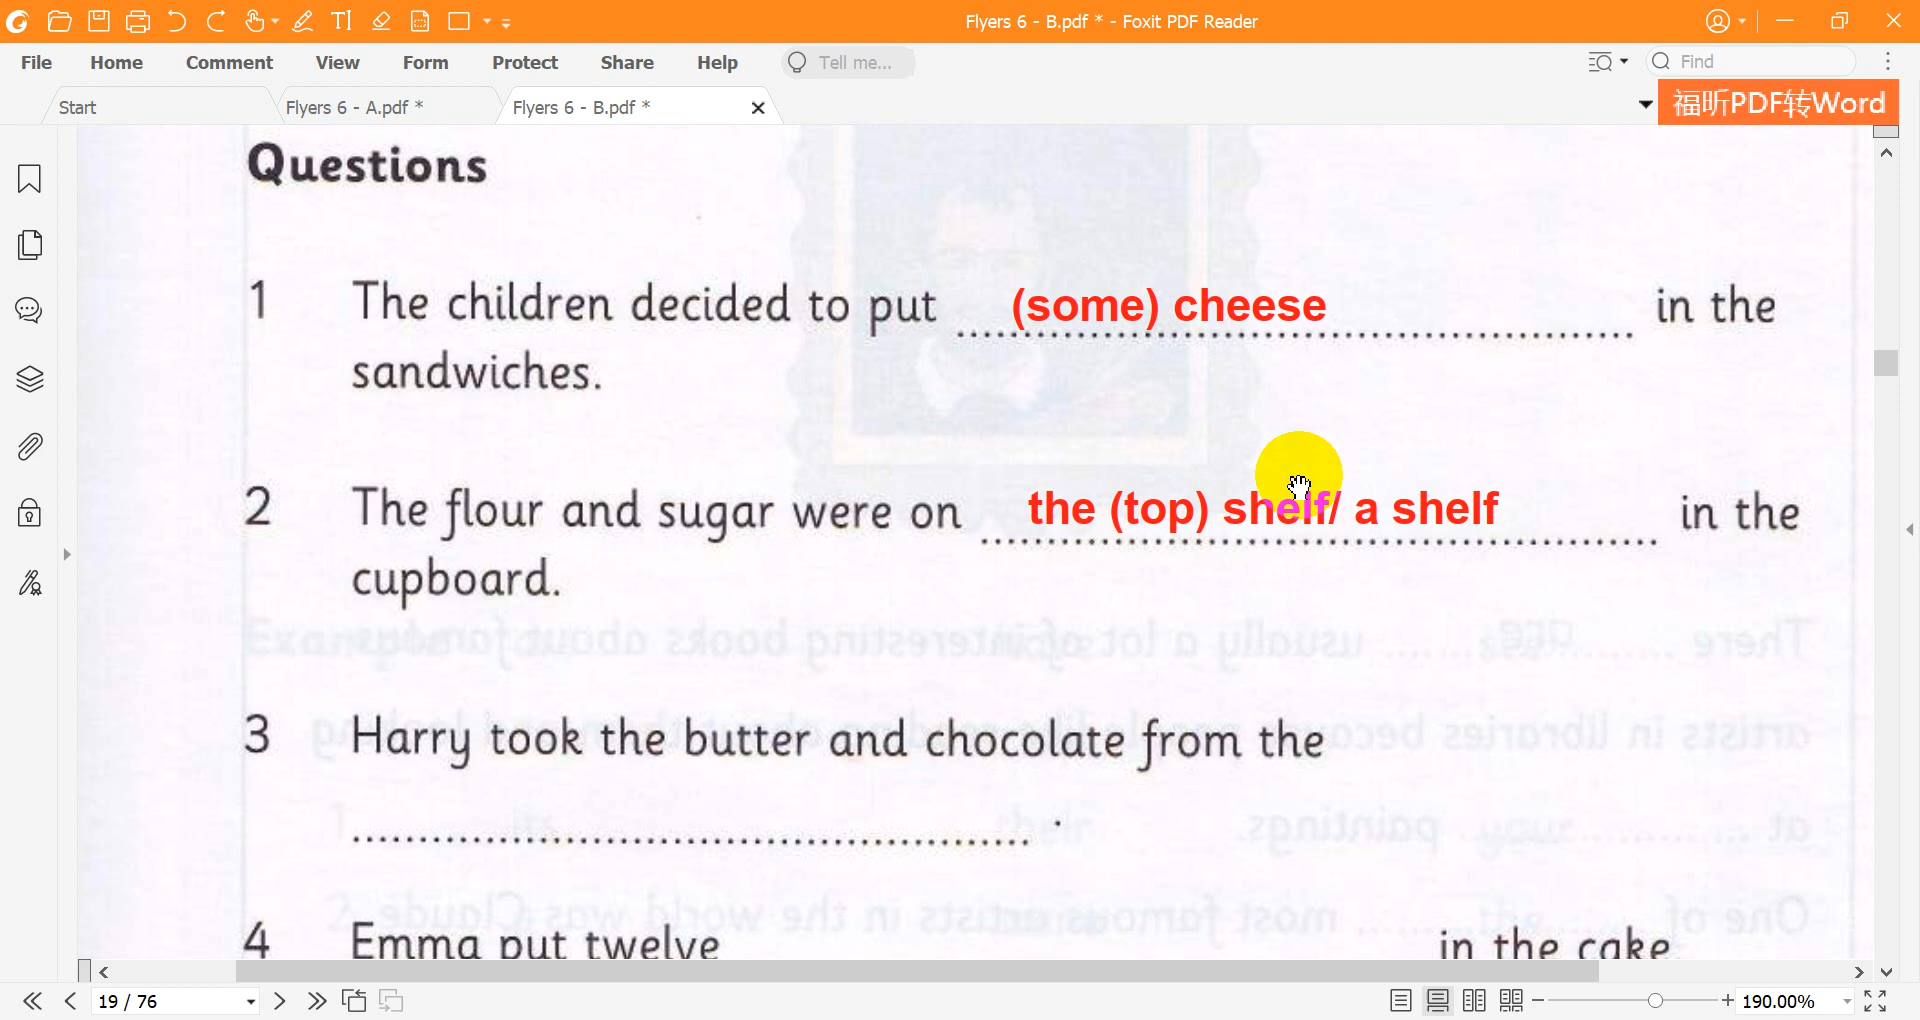 Flyers 6 - B.pdf * - Foxit PDF Reader
File Home Comment View Form Protect Share Help Tell me... Find
Start Flyers 6 - A.pdf * Flyers 6 - B.pdf * 福昕PDF转Word
Questions
1 The children decided to put (some) cheese in the
sandwiches.
2 The flour and sugar were on the (top) shelf/ a shelf in the
cupboard.
3 Harry took the butter and chocolate from the
4 Emma put twelve in the cake.
19 / 76 190.00%